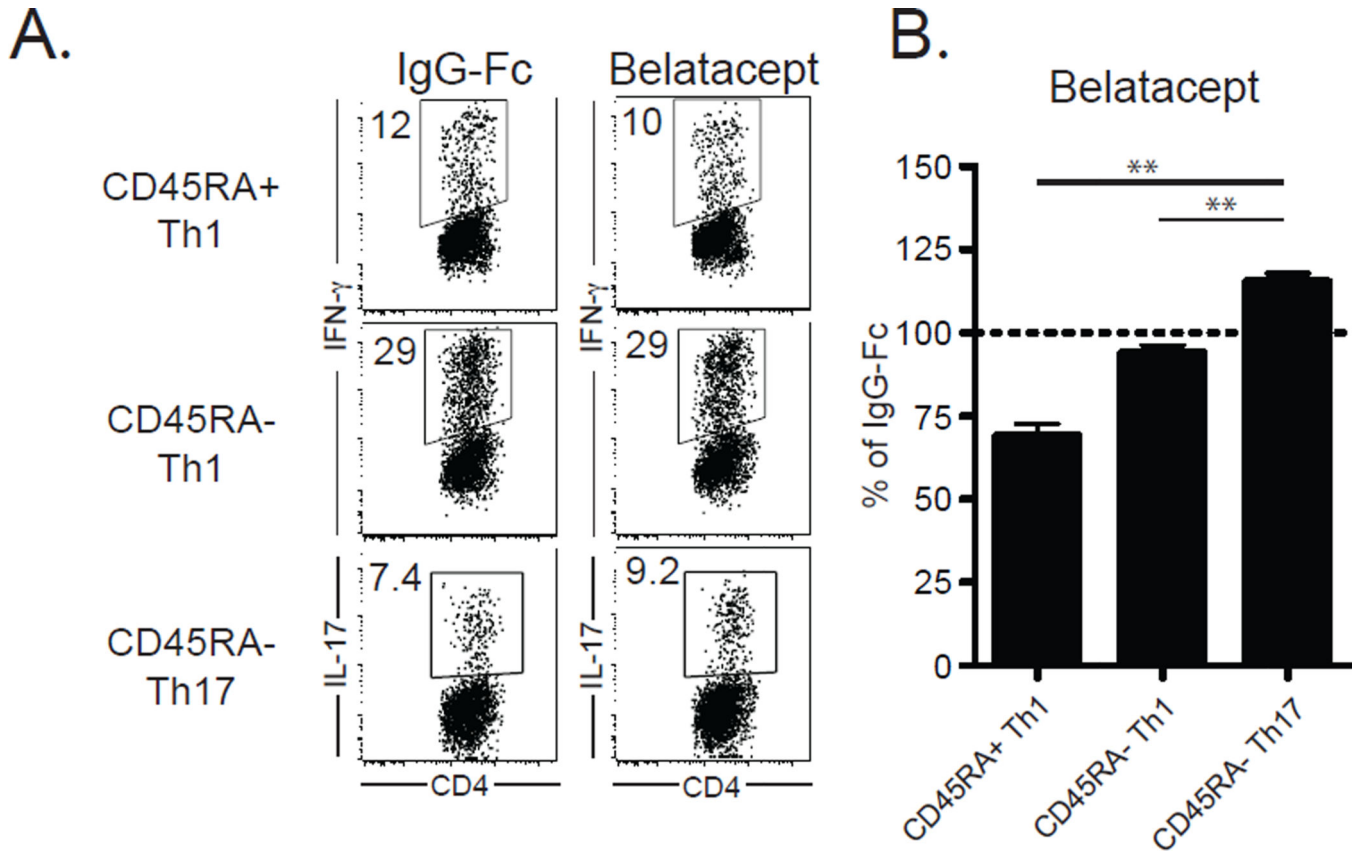 A.
IgG-Fc
Belatacept
CD45RA+
Th1
IFN-γ
12
IFN-γ
10
CD45RA-
Th1
29
29
CD45RA-
Th17
IL-17
7.4
IL-17
9.2
CD4
CD4
B.
Belatacept
% of IgG-Fc
150
125
100
75
50
25
0
**
**
CD45RA+ Th1
CD45RA- Th1
CD45RA- Th17